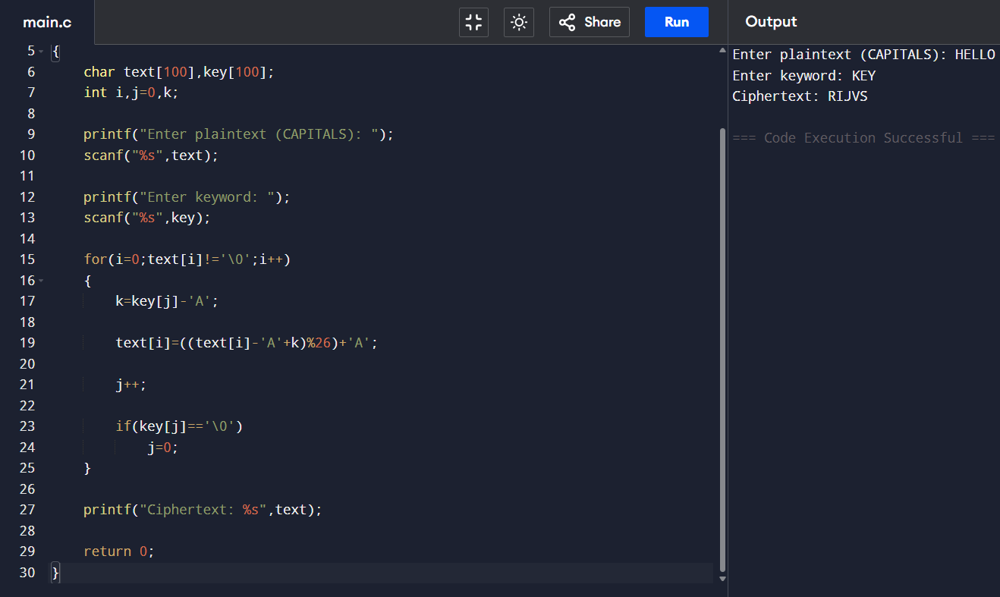 main.c
Share
Run
Output
5 {
6     char text[100],key[100];
7     int i,j=0,k;
8
9     printf("Enter plaintext (CAPITALS): ");
10     scanf("%s",text);
11
12     printf("Enter keyword: ");
13     scanf("%s",key);
14
15     for(i=0;text[i]!='\0';i++)
16     {
17         k=key[j]-'A';
18
19         text[i]=((text[i]-'A'+k)%26)+'A';
20
21         j++;
22
23         if(key[j]=='\0')
24             j=0;
25     }
26
27     printf("Ciphertext: %s",text);
28
29     return 0;
30 }
Enter plaintext (CAPITALS): HELLO
Enter keyword: KEY
Ciphertext: RIJVS
=== Code Execution Successful ===